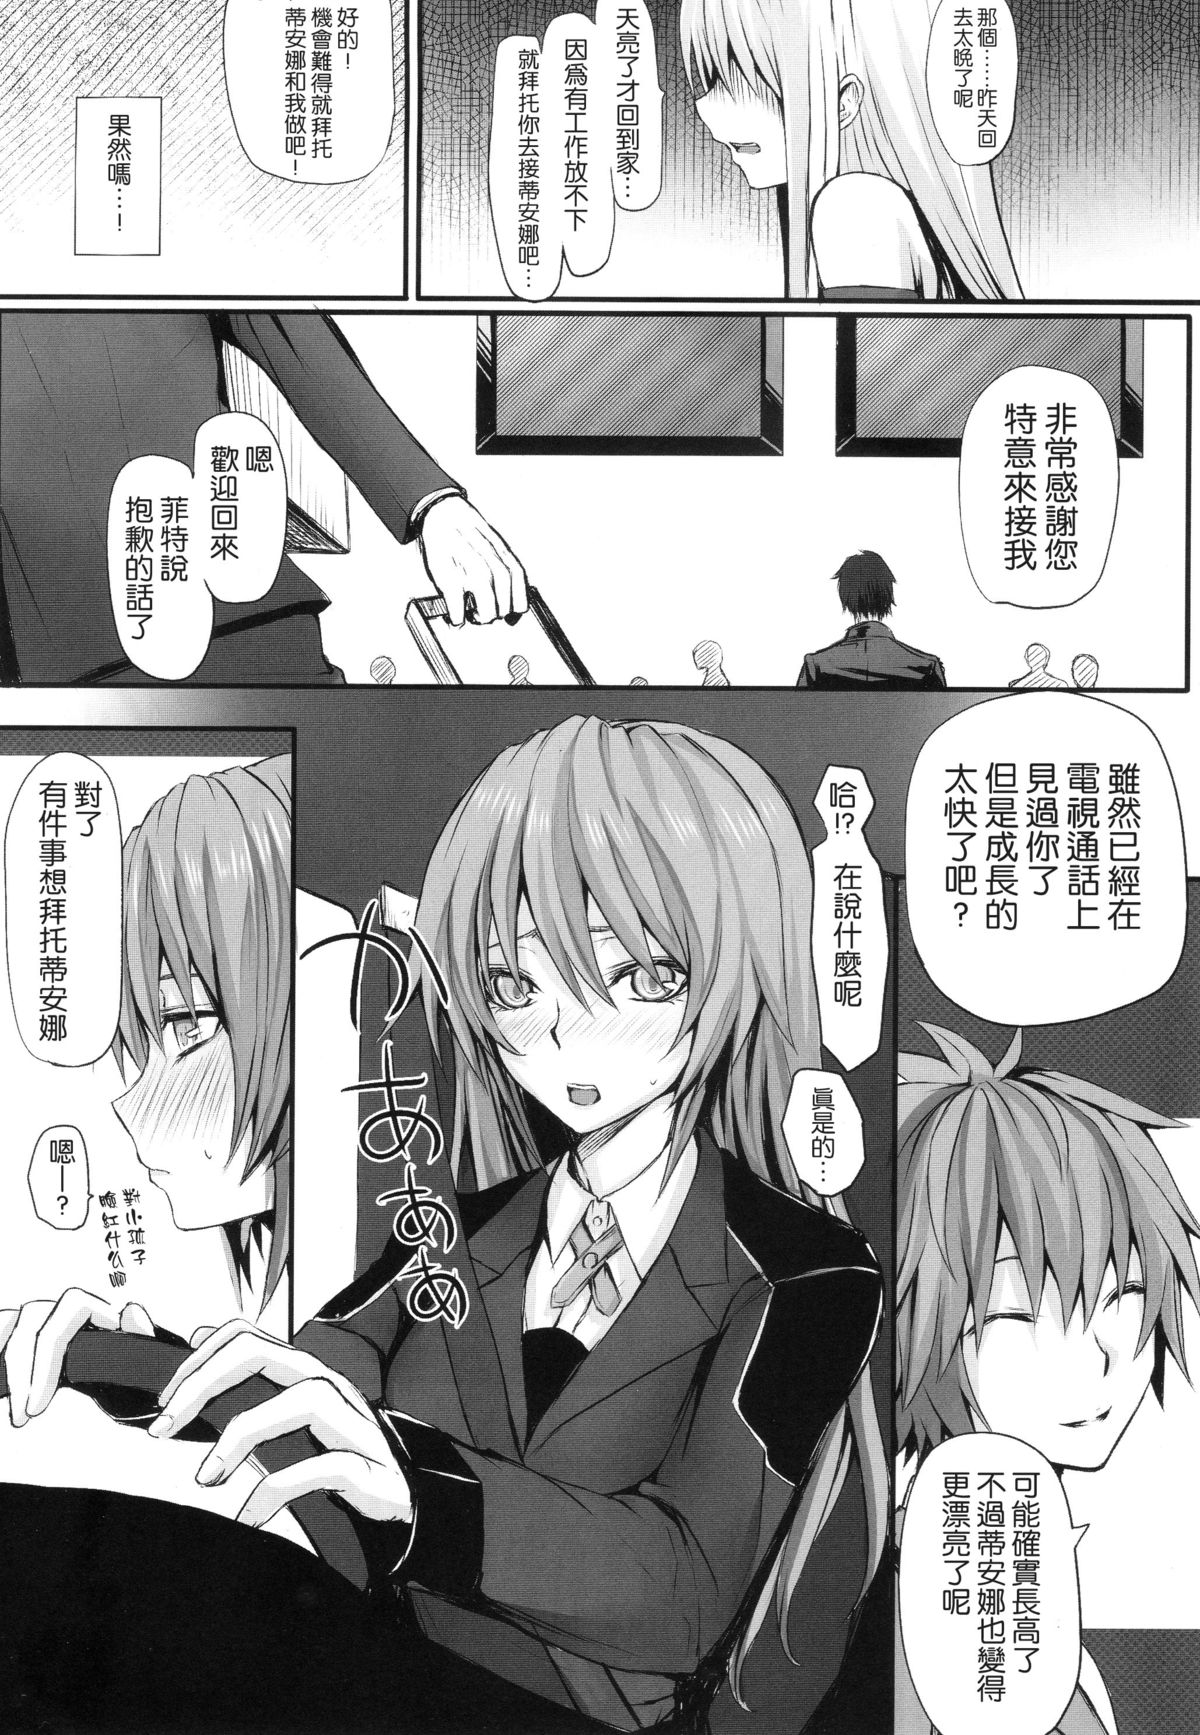 那個……昨天回
去太晚了呢
天亮了才回到家…
因為有工作放不下
就拜托你去接蒂安娜吧…
好的！
機會難得就拜托
蒂安娜和我做吧！
果然嗎…！
非常感謝您
特意來接我
嗯
歡迎回來
菲特說
抱歉的話了
雖然已經在
電視通話上
見過你了
但是成長的
太快了吧？
哈!?
在說什麼呢
真是的…
可能確實長高了
不過蒂安娜也變得
更漂亮了呢
かぁぁぁ
對了
有件事想拜托蒂安娜
嗯—？
對小孩子
臉紅什么啊